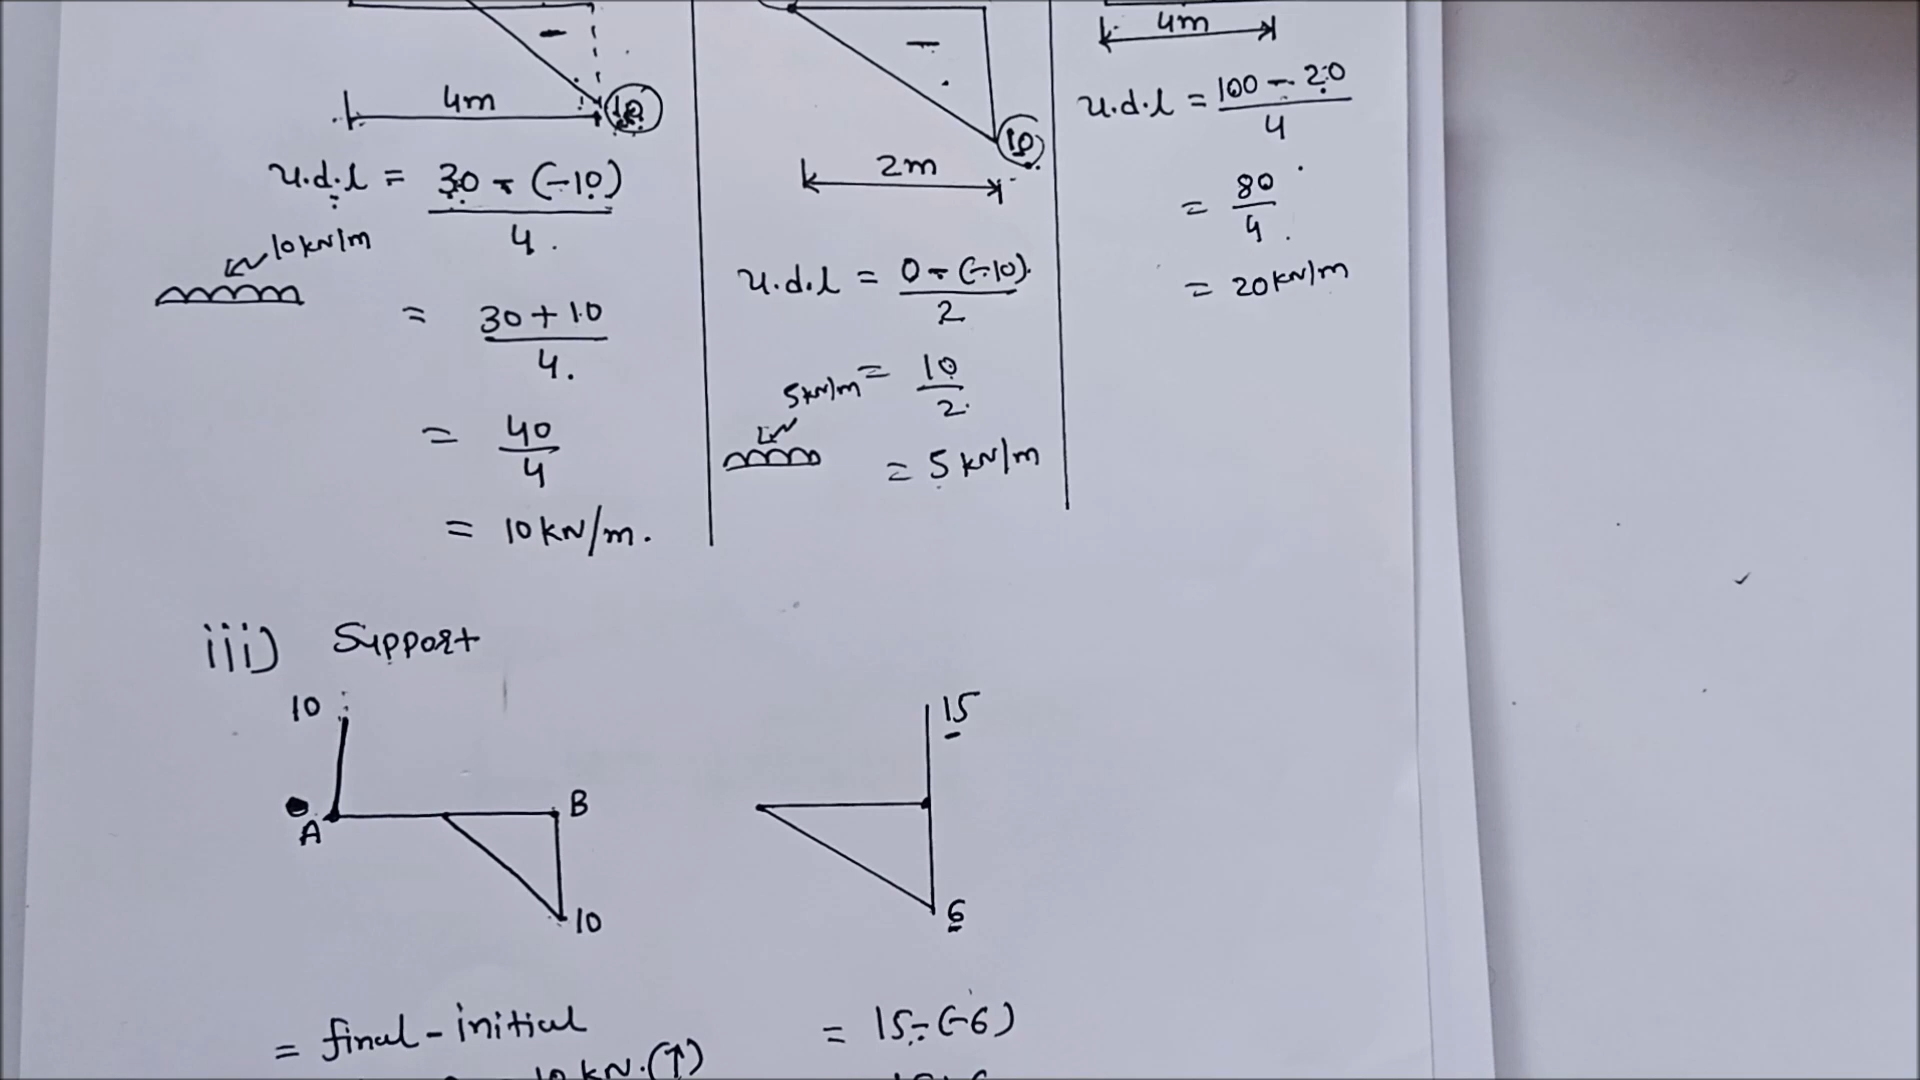 4m
10
u.d.l = 30 - (-10)
4.
10kN/m
= 30+10
4.
= 40
4
= 10kN/m.
10
2m
u.d.l = 0-(-10)
2
= 10
2
5kN/m
= 5kN/m
4m
u.d.l = 100-20
4
= 80
4
= 20kN/m
iii) Support
10
A
B
10
= final - initial
10 kN.(↑)
15
6
= 15-(-6)